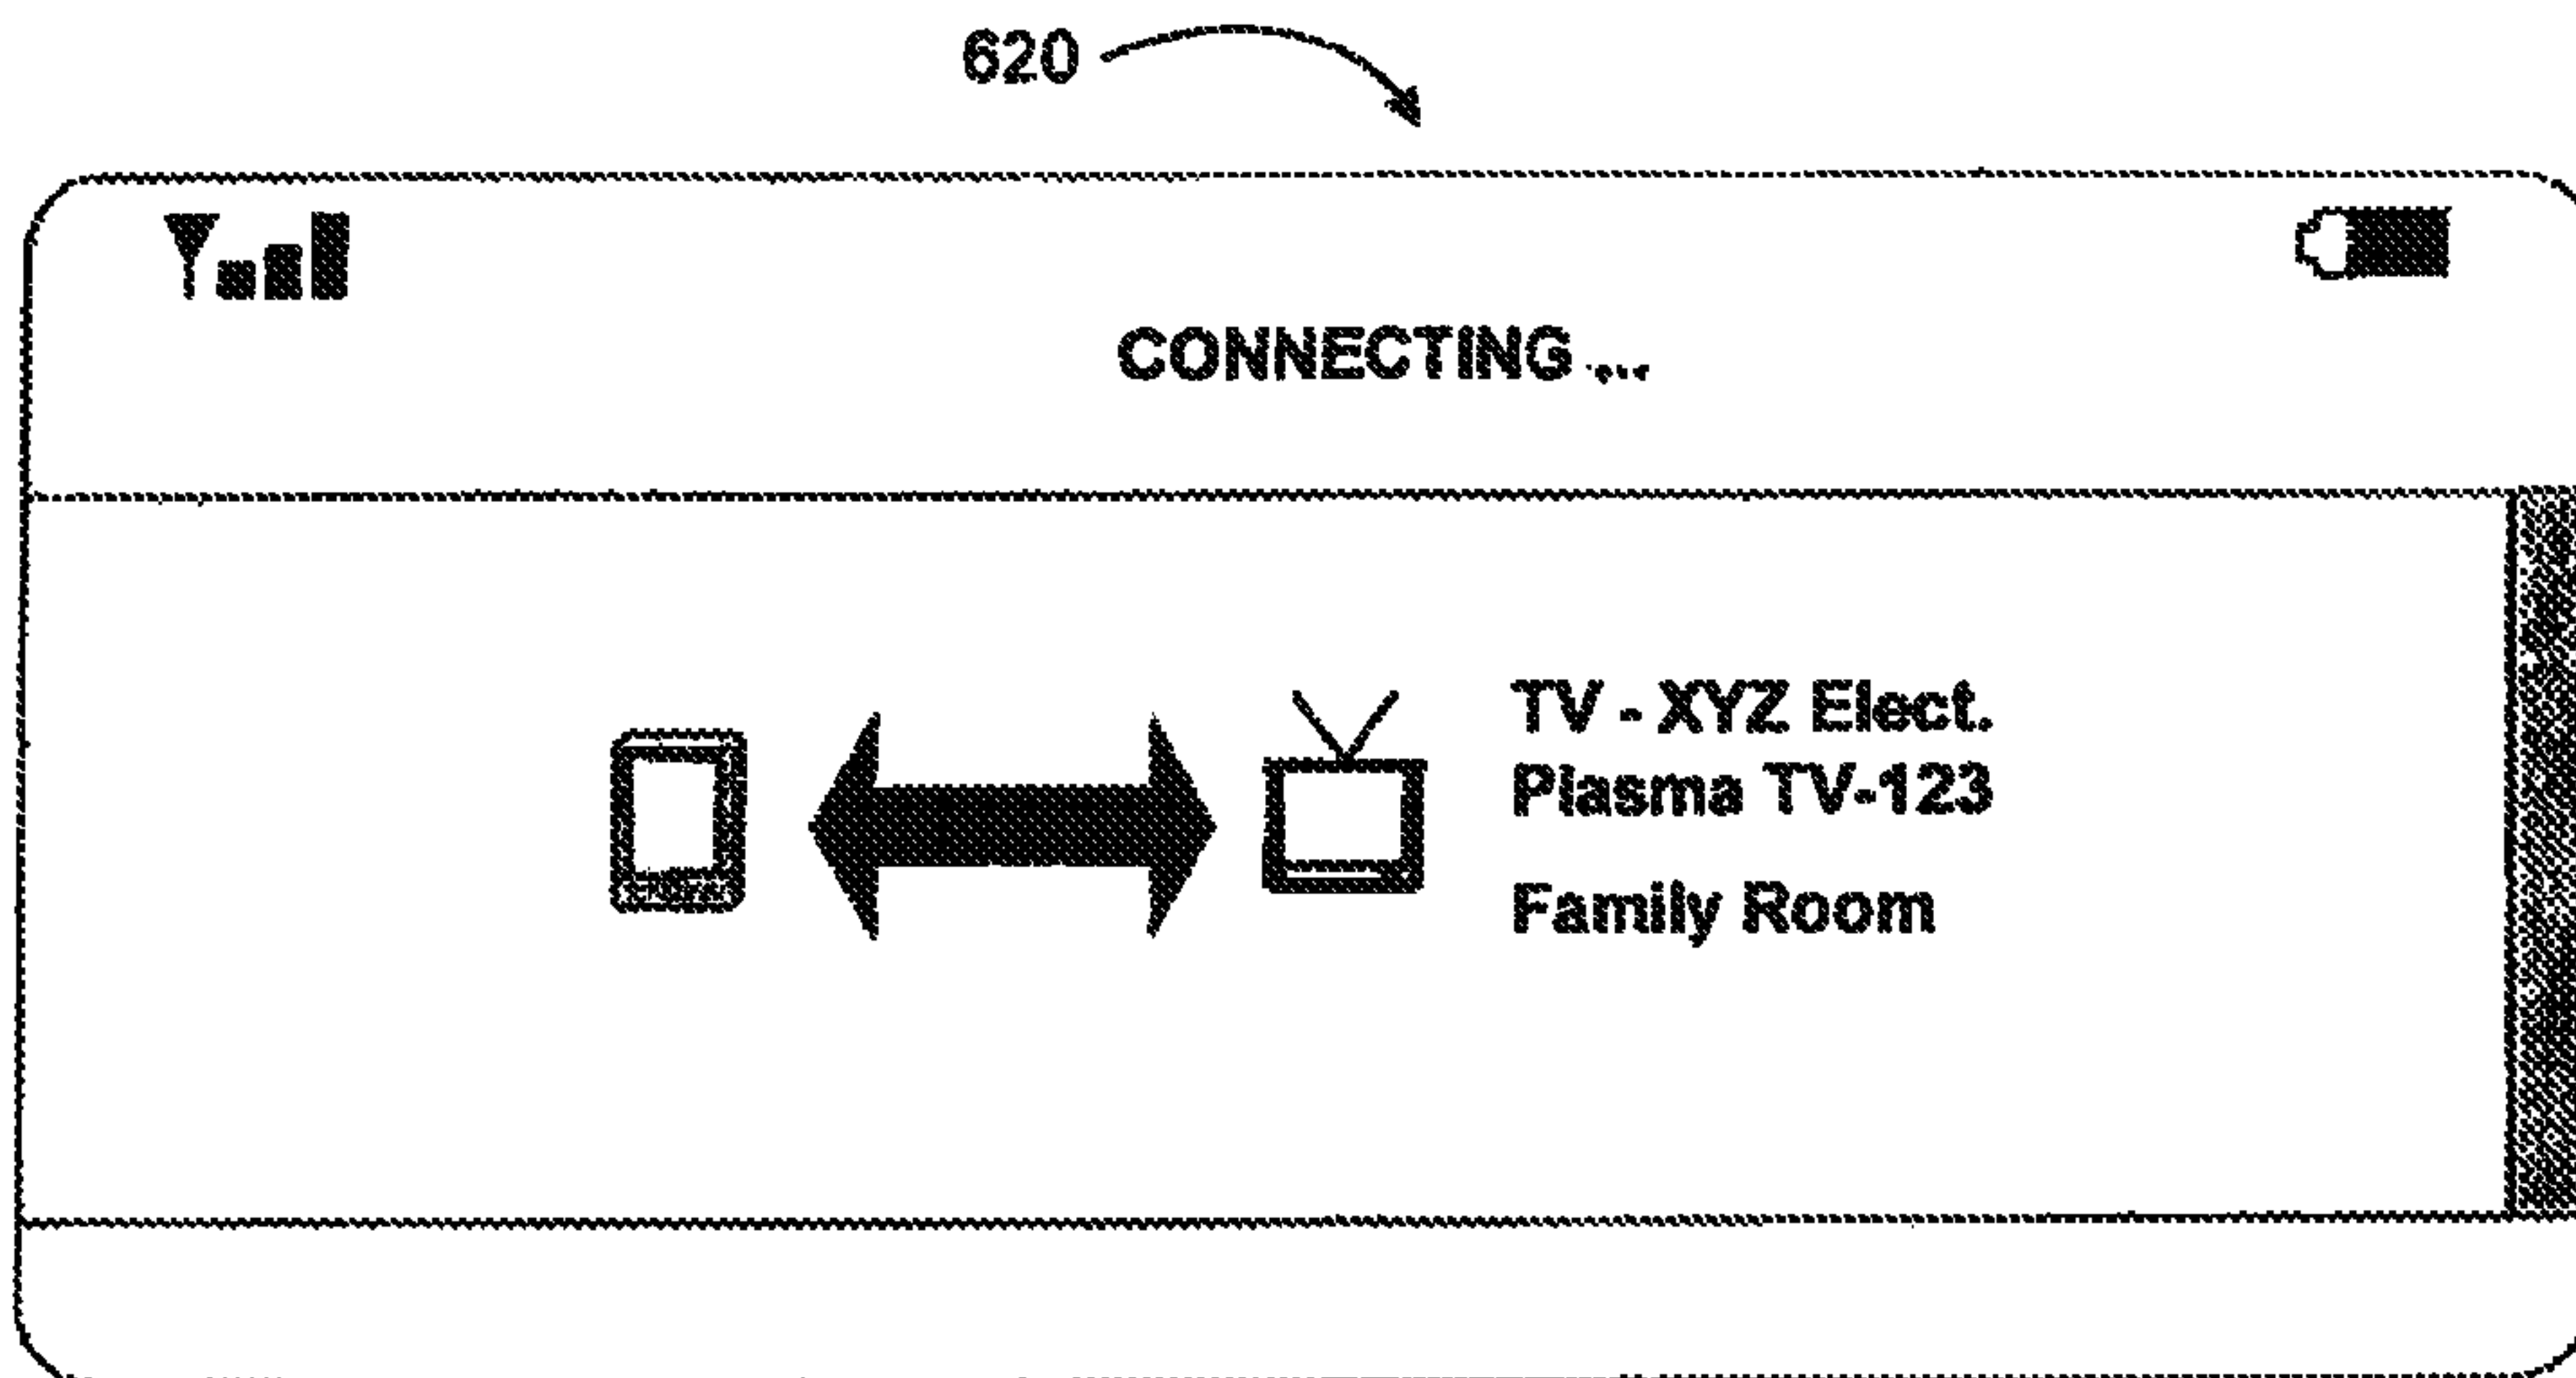 620
CONNECTING ...
TV - XYZ Elect.
Plasma TV-123
Family Room